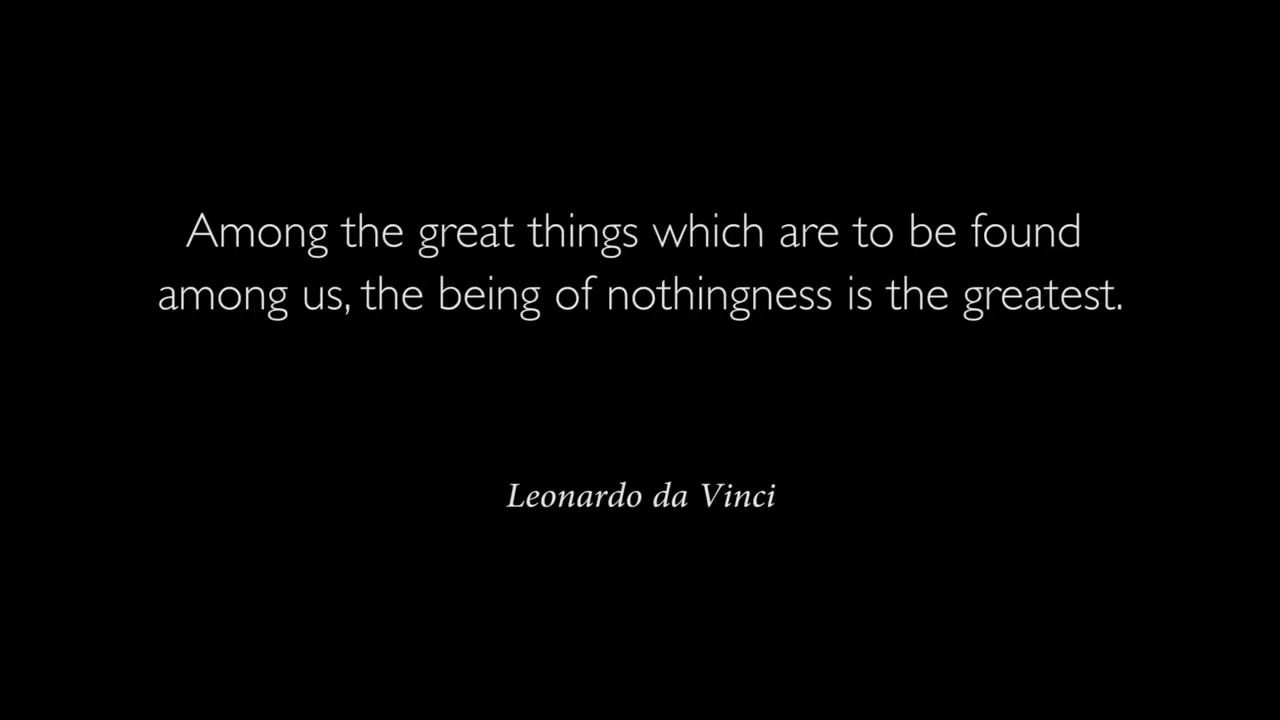 Among the great things which are to be found
among us, the being of nothingness is the greatest.
Leonardo da Vinci